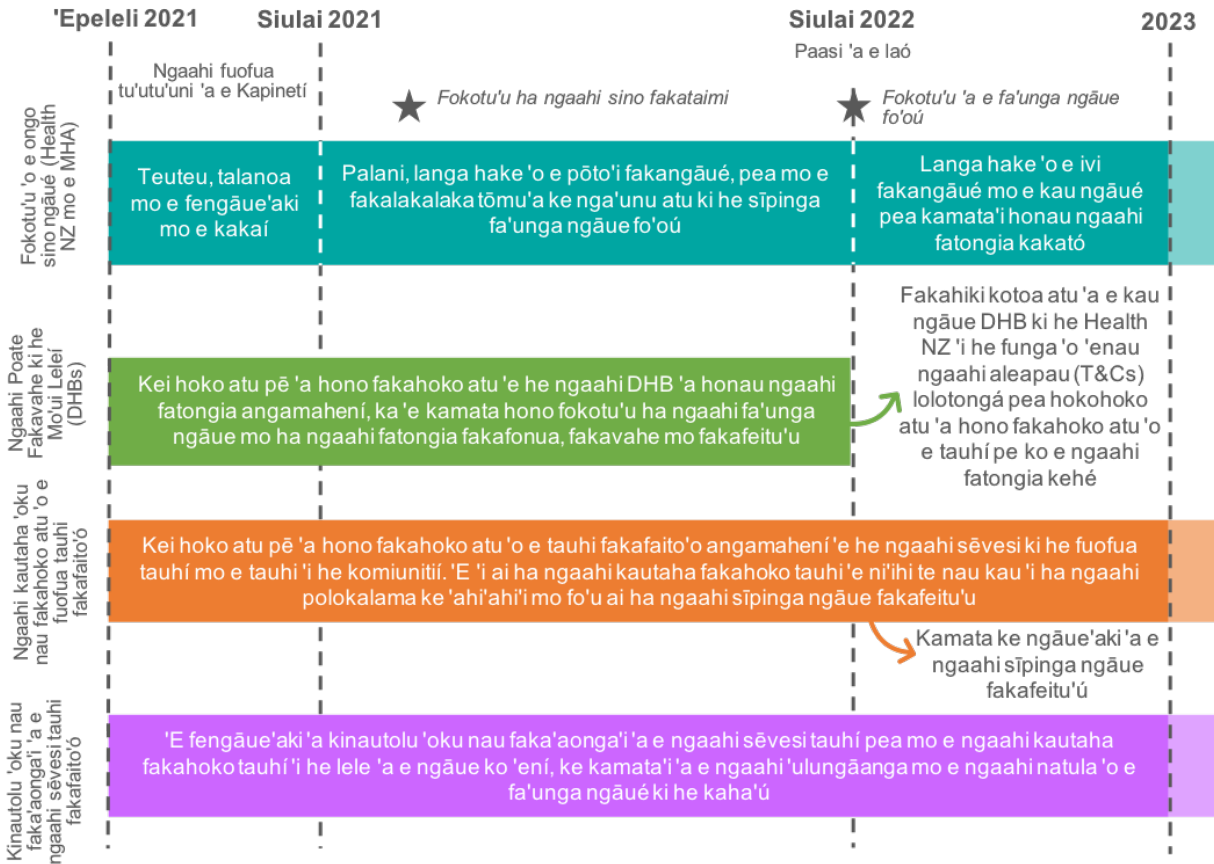 'Epeleli 2021
Siulai 2021
Siulai 2022
2023
Paasi 'a e laó
Ngaahi fuofua
tu'utu'uni 'a e Kapinetí
Fokotu'u ha ngaahi sino fakataimi
Fokotu'u 'a e fa'unga ngāue
fo'oú
Fokotu'u 'o e ongo
sino ngāué (Health
NZ mo e MHA)
Teuteu, talanoa
mo e fengāue'aki
mo e kakaí
Palani, langa hake 'o e pōto'i fakangāué, pea mo e
fakalakalaka tōmu'a ke nga'unu atu ki he sīpinga
fa'unga ngāue fo'oú
Langa hake 'o e ivi
fakangāué mo e kau ngāué
pea kamata'i honau ngaahi
fatongia kakató
Ngaahi Poate
Fakavahe ki he
Mo'ui Leleí
(DHBs)
Kei hoko atu pē 'a hono fakahoko atu 'e he ngaahi DHB 'a honau ngaahi
fatongia angamahení, ka 'e kamata hono fokotu'u ha ngaahi fa'unga
ngāue mo ha ngaahi fatongia fakafonua, fakavahe mo fakafeitu'u
Fakahiki kotoa atu 'a e kau
ngāue DHB ki he Health
NZ 'i he funga 'o 'enau
ngaahi aleapau (T&Cs)
lolotongá pea hokohoko
atu 'a hono fakahoko atu 'o
e tauhí pe ko e ngaahi
fatongia kehé
Ngaahi kautaha 'oku
nau fakahoko atu 'o e
fuofua tauhi
fakafaito'ó
Kei hoko atu pē 'a hono fakahoko atu 'o e tauhi fakafaito'o angamahení 'e he ngaahi sēvesi ki he fuofua
tauhí mo e tauhi 'i he komiunitií. 'E 'i ai ha ngaahi kautaha fakahoko tauhi 'e ni'ihi te nau kau 'i ha ngaahi
polokalama ke 'ahi'ahi'i mo fo'u ai ha ngaahi sīpinga ngāue fakafeitu'u
Kamata ke ngāue'aki 'a e
ngaahi sīpinga ngāue
fakafeitu'ú
Kinautolu 'oku nau
faka'aonga'i 'a e
ngaahi sēvesi tauhi
fakafaito'ó
'E fengāue'aki 'a kinautolu 'oku nau faka'aonga'i 'a e ngaahi sēvesi tauhí pea mo e ngaahi kautaha
fakahoko tauhí 'i he lele 'a e ngāue ko 'ení, ke kamata'i 'a e ngaahi 'ulungāanga mo e ngaahi natula 'o e
fa'unga ngāué ki he kaha'ú